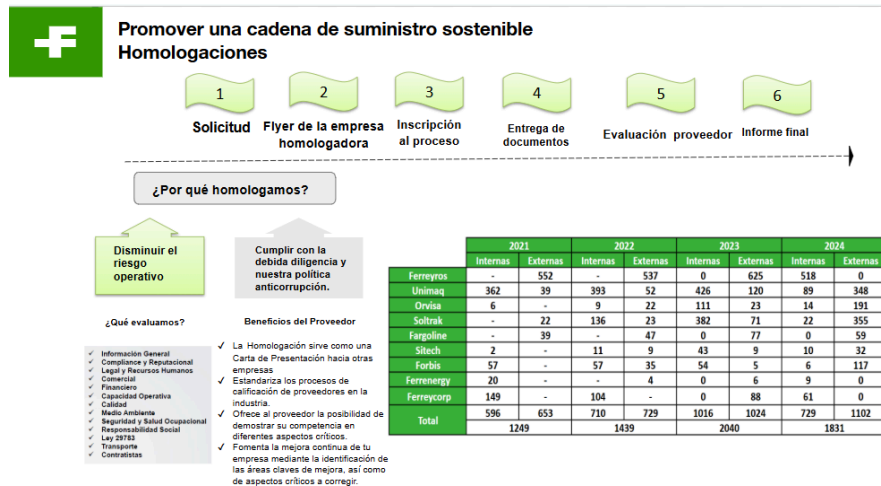 Promover una cadena de suministro sostenible
Homologaciones
1
2
3
4
5
6
Solicitud
Flyer de la empresa
homologadora
Inscripción
al proceso
Entrega de
documentos
Evaluación proveedor
Informe final
¿Por qué homologamos?
Disminuir el
riesgo
operativo
Cumplir con la
debida diligencia y
nuestra política
anticorrupción.
¿Qué evaluamos?
✓ Información General
✓ Compliance y Reputacional
✓ Legal y Recursos Humanos
✓ Comercial
✓ Financiero
✓ Capacidad Operativa
✓ Calidad
✓ Medio Ambiente
✓ Seguridad y Salud Ocupacional
✓ Responsabilidad Social
✓ Ley 29783
✓ Transporte
✓ Contratistas
Beneficios del Proveedor
✓ La Homologación sirve como una
Carta de Presentación hacia otras
empresas
✓ Estandariza los procesos de
calificación de proveedores en la
industria.
✓ Ofrece al proveedor la posibilidad de
demostrar su competencia en
diferentes aspectos críticos.
✓ Fomenta la mejora continua de tu
empresa mediante la identificación de
las áreas claves de mejora, así como
de aspectos críticos a corregir.
2021 2022 2023 2024
Internas Externas Internas Externas Internas Externas Internas Externas
Ferreyros - 552 - 537 0 625 518 0
Unimaq 362 39 393 52 426 120 89 348
Orvisa 6 - 9 22 111 23 14 191
Soltrak - 22 136 23 382 71 22 355
Fargoline - 39 - 47 0 77 0 59
Sitech 2 - 11 9 43 9 10 32
Forbis 57 - 57 35 54 5 6 117
Ferrenergy 20 - - 4 0 6 9 0
Ferreycorp 149 - 104 - 0 88 61 0
Total 596 653 710 729 1016 1024 729 1102
1249 1439 2040 1831